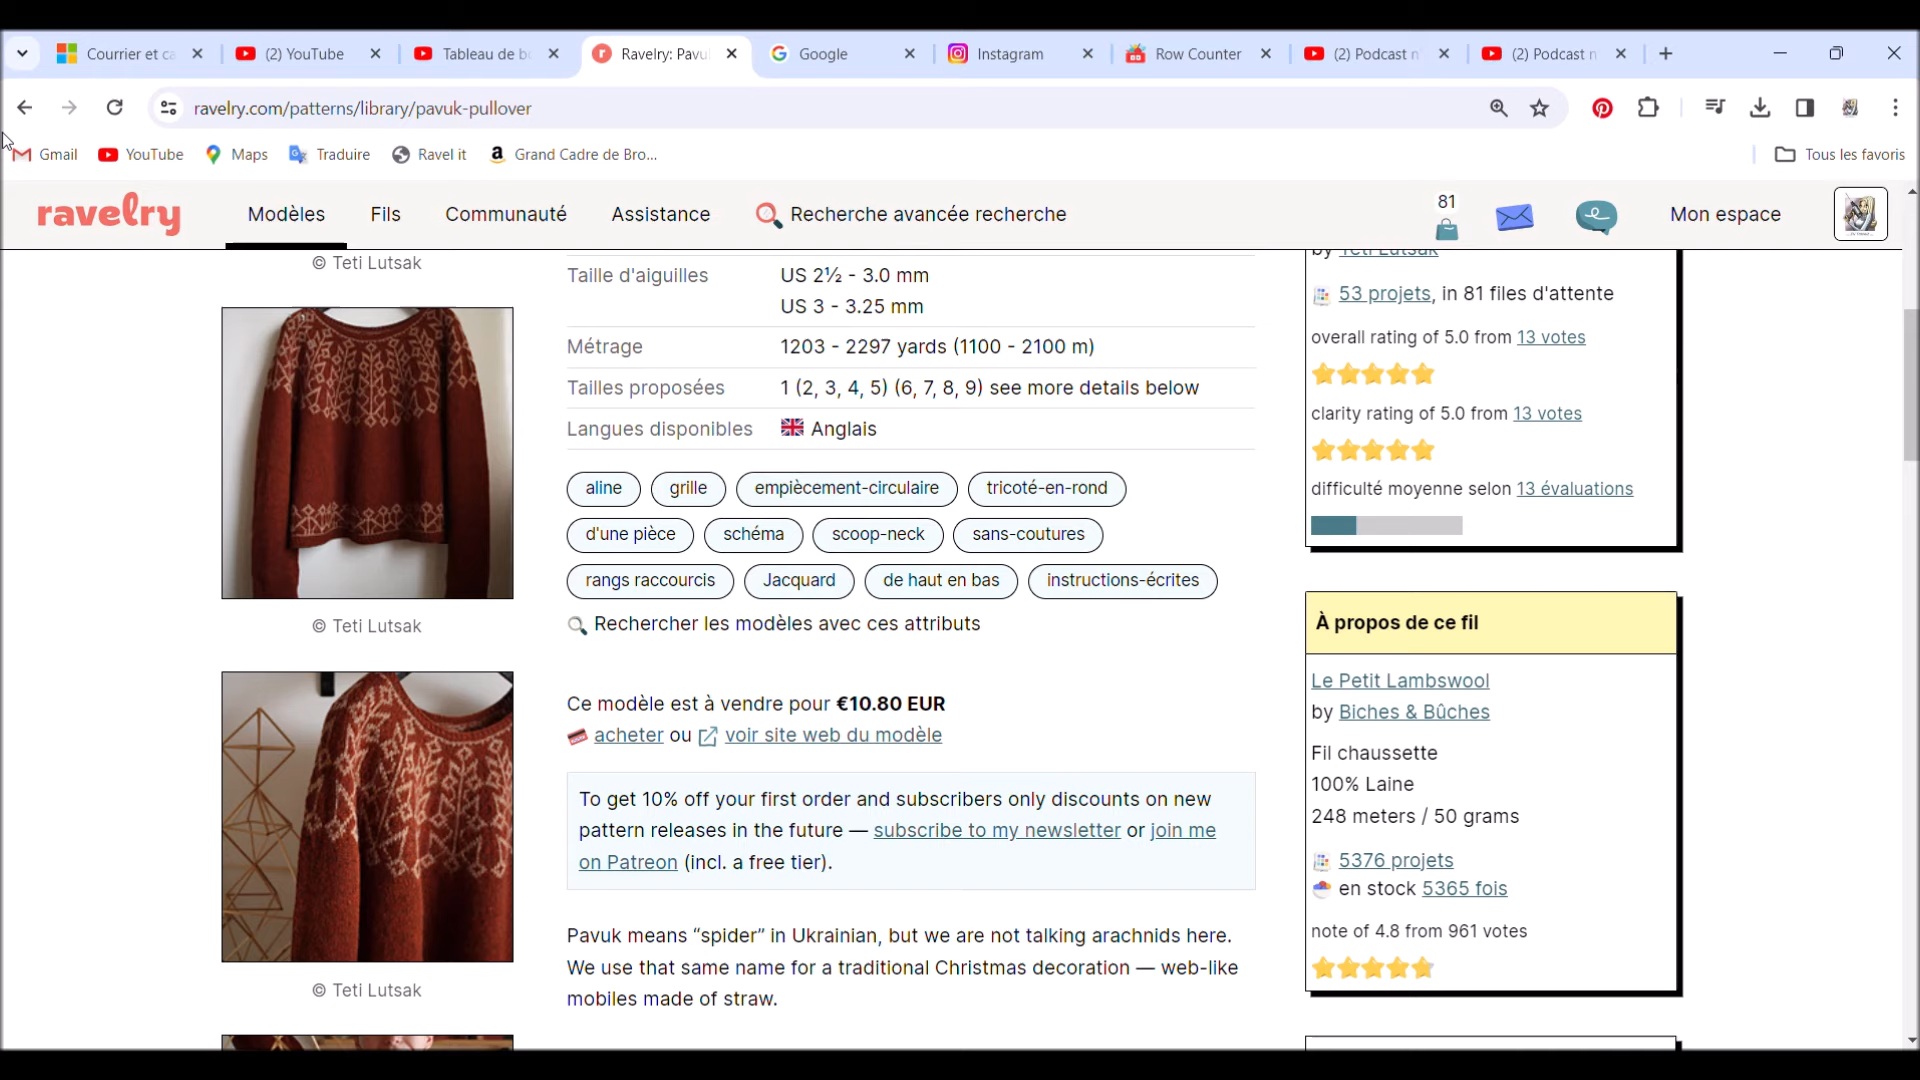 Courrier et ca
(2) YouTube
Tableau de b
Ravelry: Pavu
Google
Instagram
Row Counter
(2) Podcast n
(2) Podcast n
ravelry.com/patterns/library/pavuk-pullover
Gmail
YouTube
Maps
Traduire
Ravel it
Grand Cadre de Bro...
Tous les favoris
ravelry
Modèles
Fils
Communauté
Assistance
Recherche avancée recherche
81
Mon espace
© Teti Lutsak
© Teti Lutsak
© Teti Lutsak
Taille d'aiguilles
US 2½ - 3.0 mm
US 3 - 3.25 mm
Métrage
1203 - 2297 yards (1100 - 2100 m)
Tailles proposées
1 (2, 3, 4, 5) (6, 7, 8, 9) see more details below
Langues disponibles
Anglais
aline
grille
empiècement-circulaire
tricoté-en-rond
d'une pièce
schéma
scoop-neck
sans-coutures
rangs raccourcis
Jacquard
de haut en bas
instructions-écrites
Rechercher les modèles avec ces attributs
Ce modèle est à vendre pour €10.80 EUR
acheter ou voir site web du modèle
To get 10% off your first order and subscribers only discounts on new
pattern releases in the future — subscribe to my newsletter or join me
on Patreon (incl. a free tier).
Pavuk means “spider” in Ukrainian, but we are not talking arachnids here.
We use that same name for a traditional Christmas decoration — web-like
mobiles made of straw.
by Teti Lutsak
53 projets, in 81 files d'attente
overall rating of 5.0 from 13 votes
clarity rating of 5.0 from 13 votes
difficulté moyenne selon 13 évaluations
À propos de ce fil
Le Petit Lambswool
by Biches & Bûches
Fil chaussette
100% Laine
248 meters / 50 grams
5376 projets
en stock 5365 fois
note of 4.8 from 961 votes